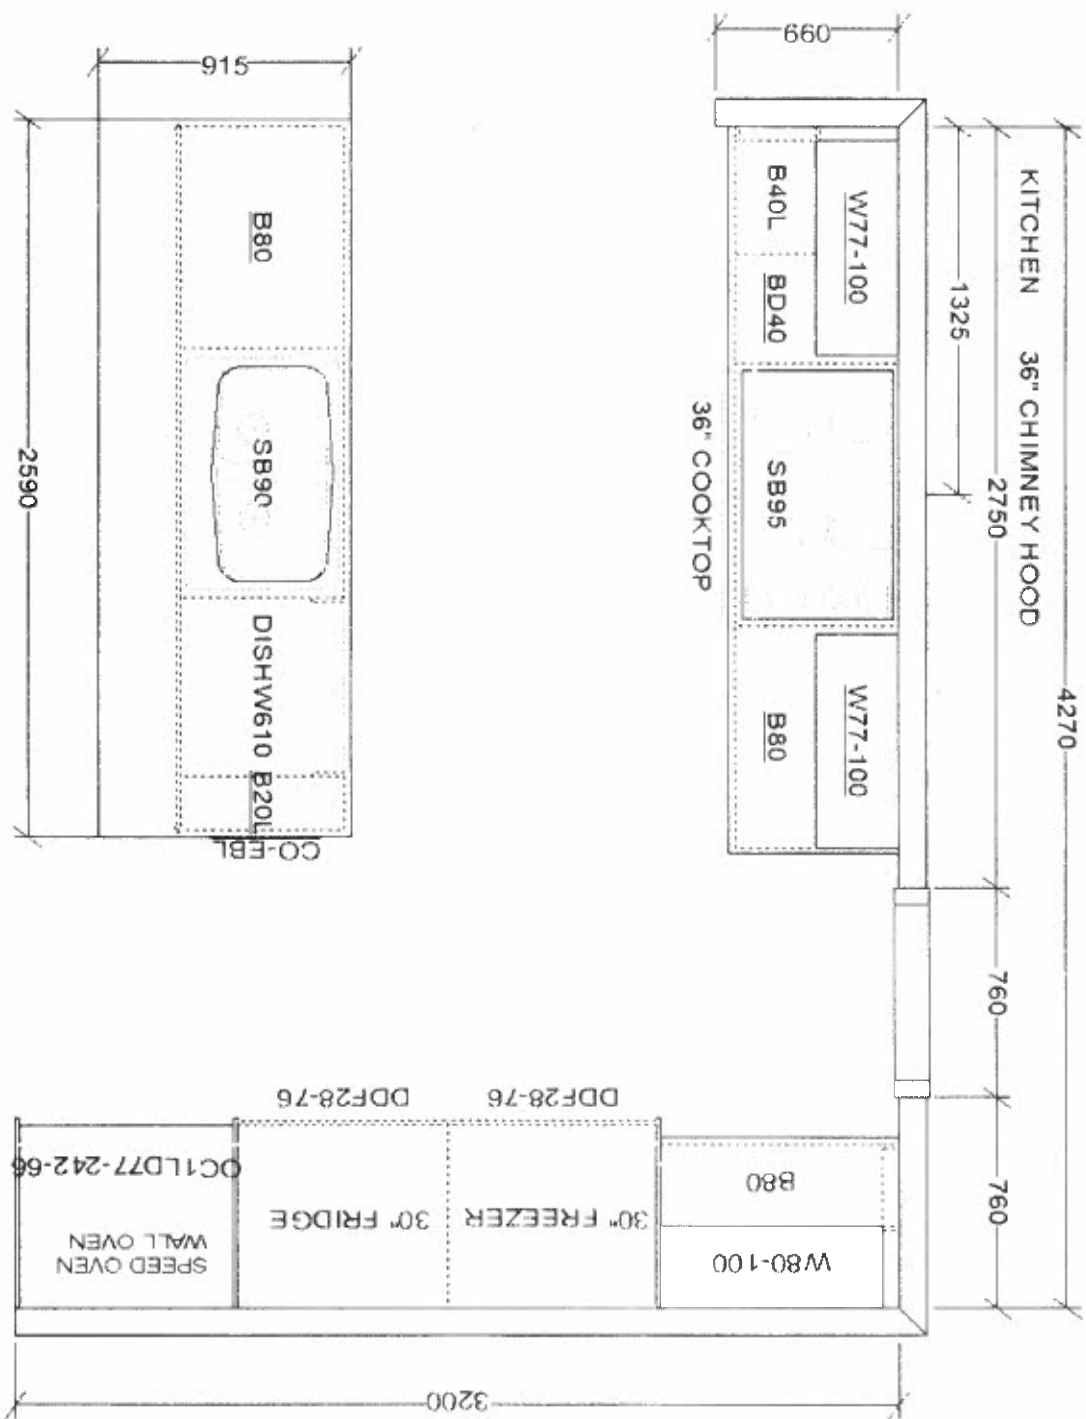 KITCHEN 36" CHIMNEY HOOD
4270
2750
760
760
1325
660
W77-100
W77-100
B40L
BD40
SB95
B80
36" COOKTOP
915
B80
SB90
DISHW610
B20L
CO-EBL
2590
DDF28-76
DDF28-76
B80
W80-100
30" FREEZER
30" FRIDGE
OC1LD77-242-66
SPEED OVEN
WALL OVEN
3200